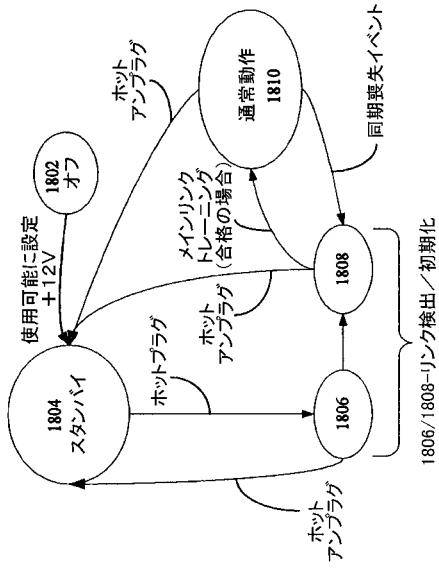 1802
オフ
使用可能に設定
+12V
1804
スタンバイ
ホットプラグ
ホット
アンプラグ
ホット
アンプラグ
ホット
アンプラグ
メインリンク
トレーニング
(合格の場合)
通常動作
1810
同期喪失イベント
1806
1808
1806/1808-リンク検出/初期化